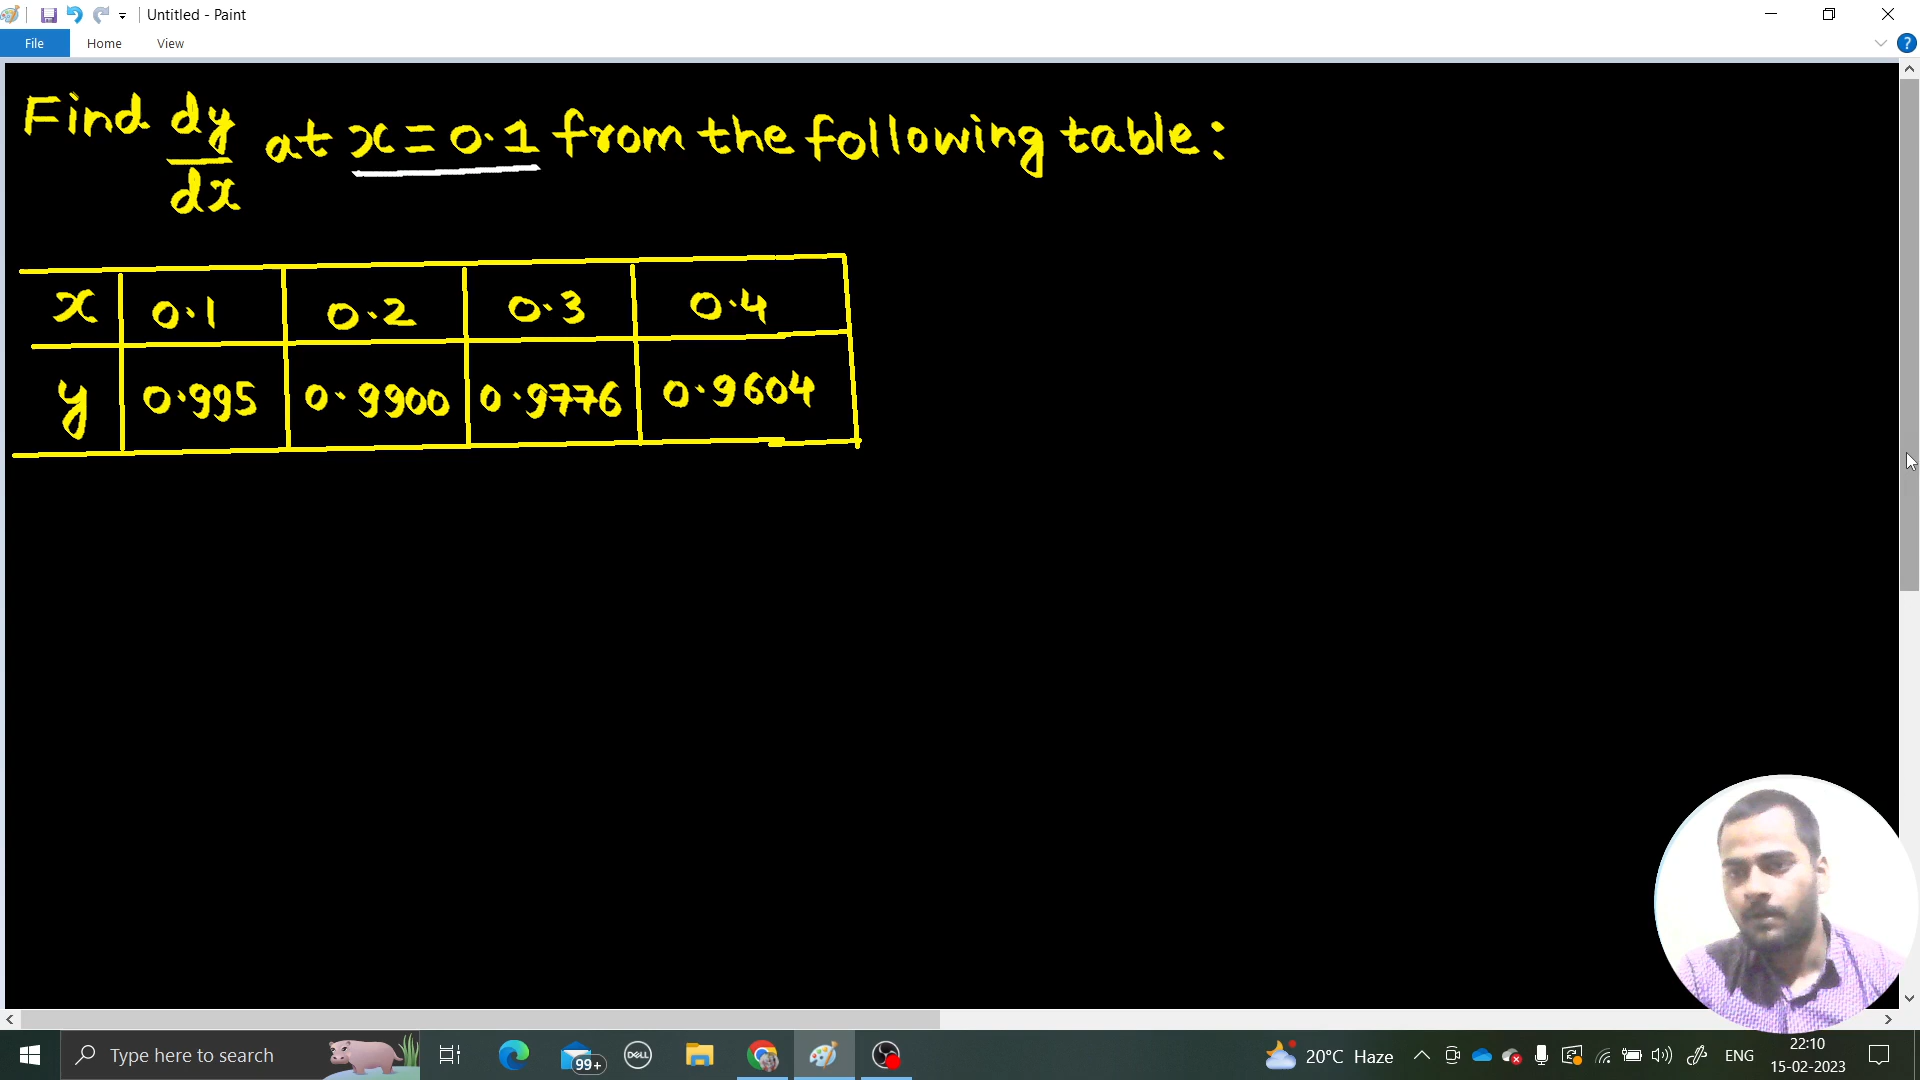 Untitled - Paint
File Home View
Find dy/dx at x = 0.1 from the following table:
x 0.1 0.2 0.3 0.4
y 0.995 0.9900 0.9776 0.9604
Type here to search
99+
DELL
20°C Haze
ENG
22:10
15-02-2023